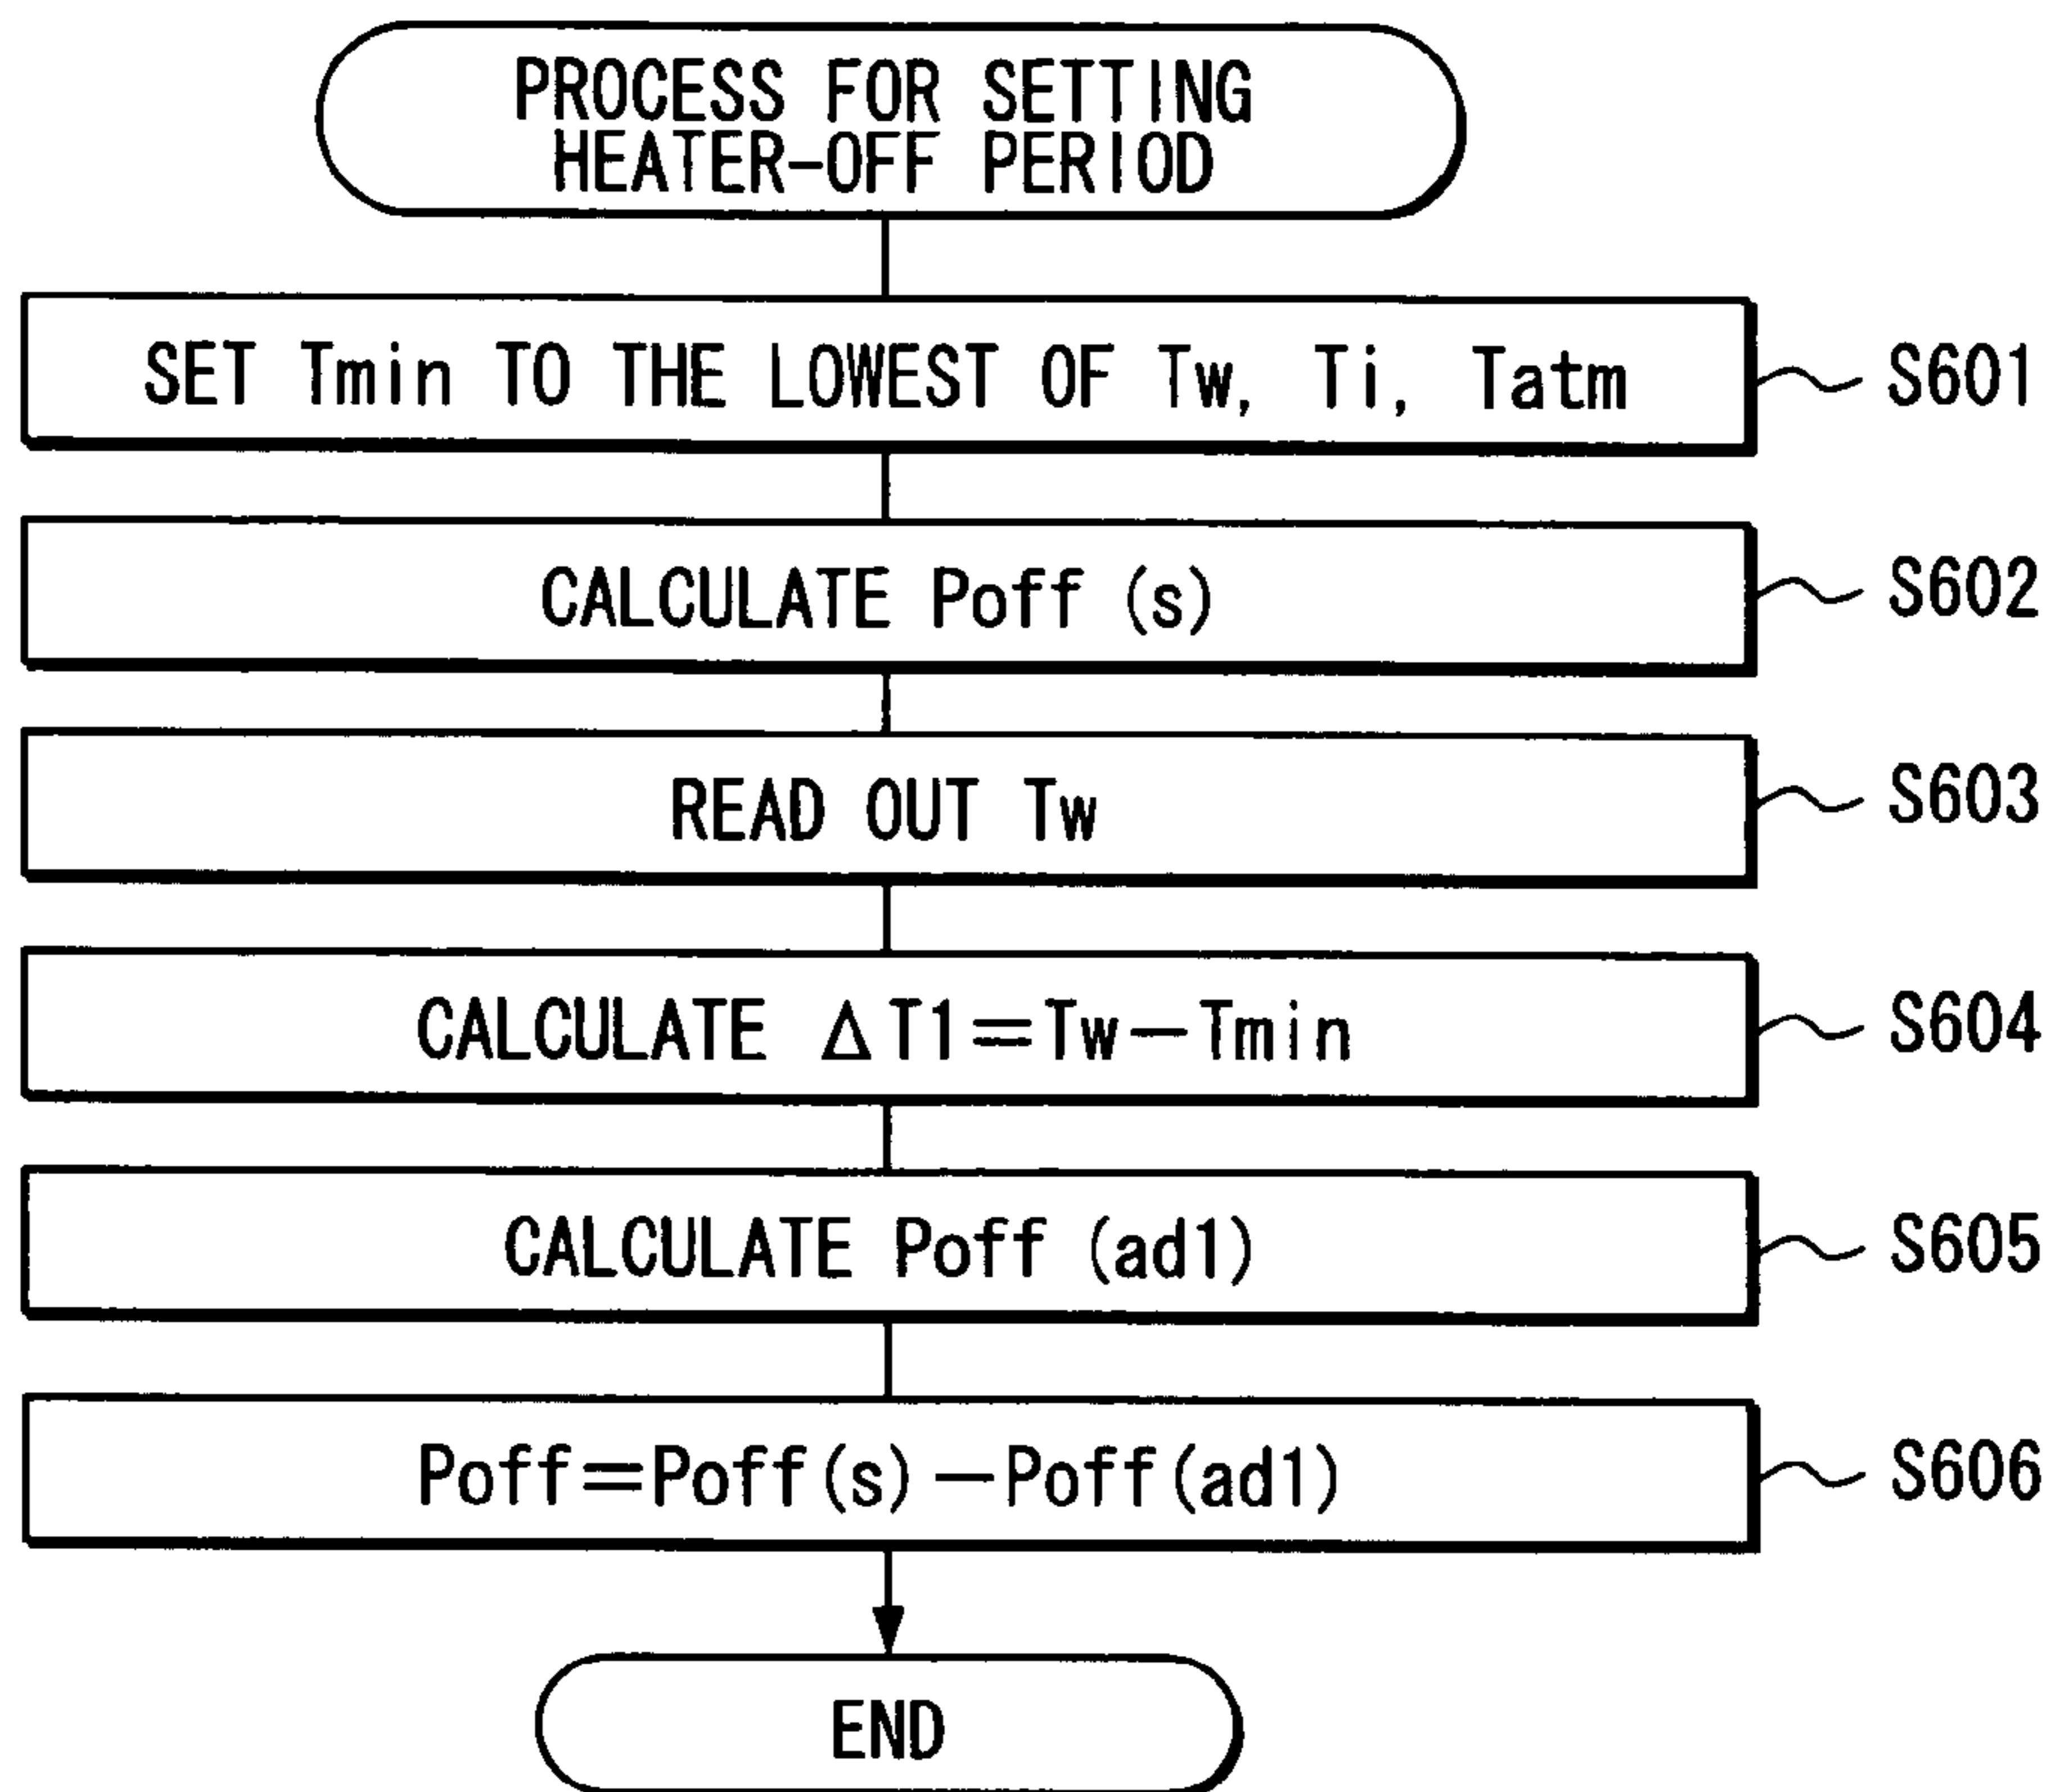 PROCESS FOR SETTING
HEATER-OFF PERIOD
SET Tmin TO THE LOWEST OF Tw, Ti, Tatm
S601
CALCULATE Poff (s)
S602
READ OUT Tw
S603
CALCULATE ΔT1=Tw-Tmin
S604
CALCULATE Poff (ad1)
S605
Poff=Poff(s)-Poff(ad1)
S606
END